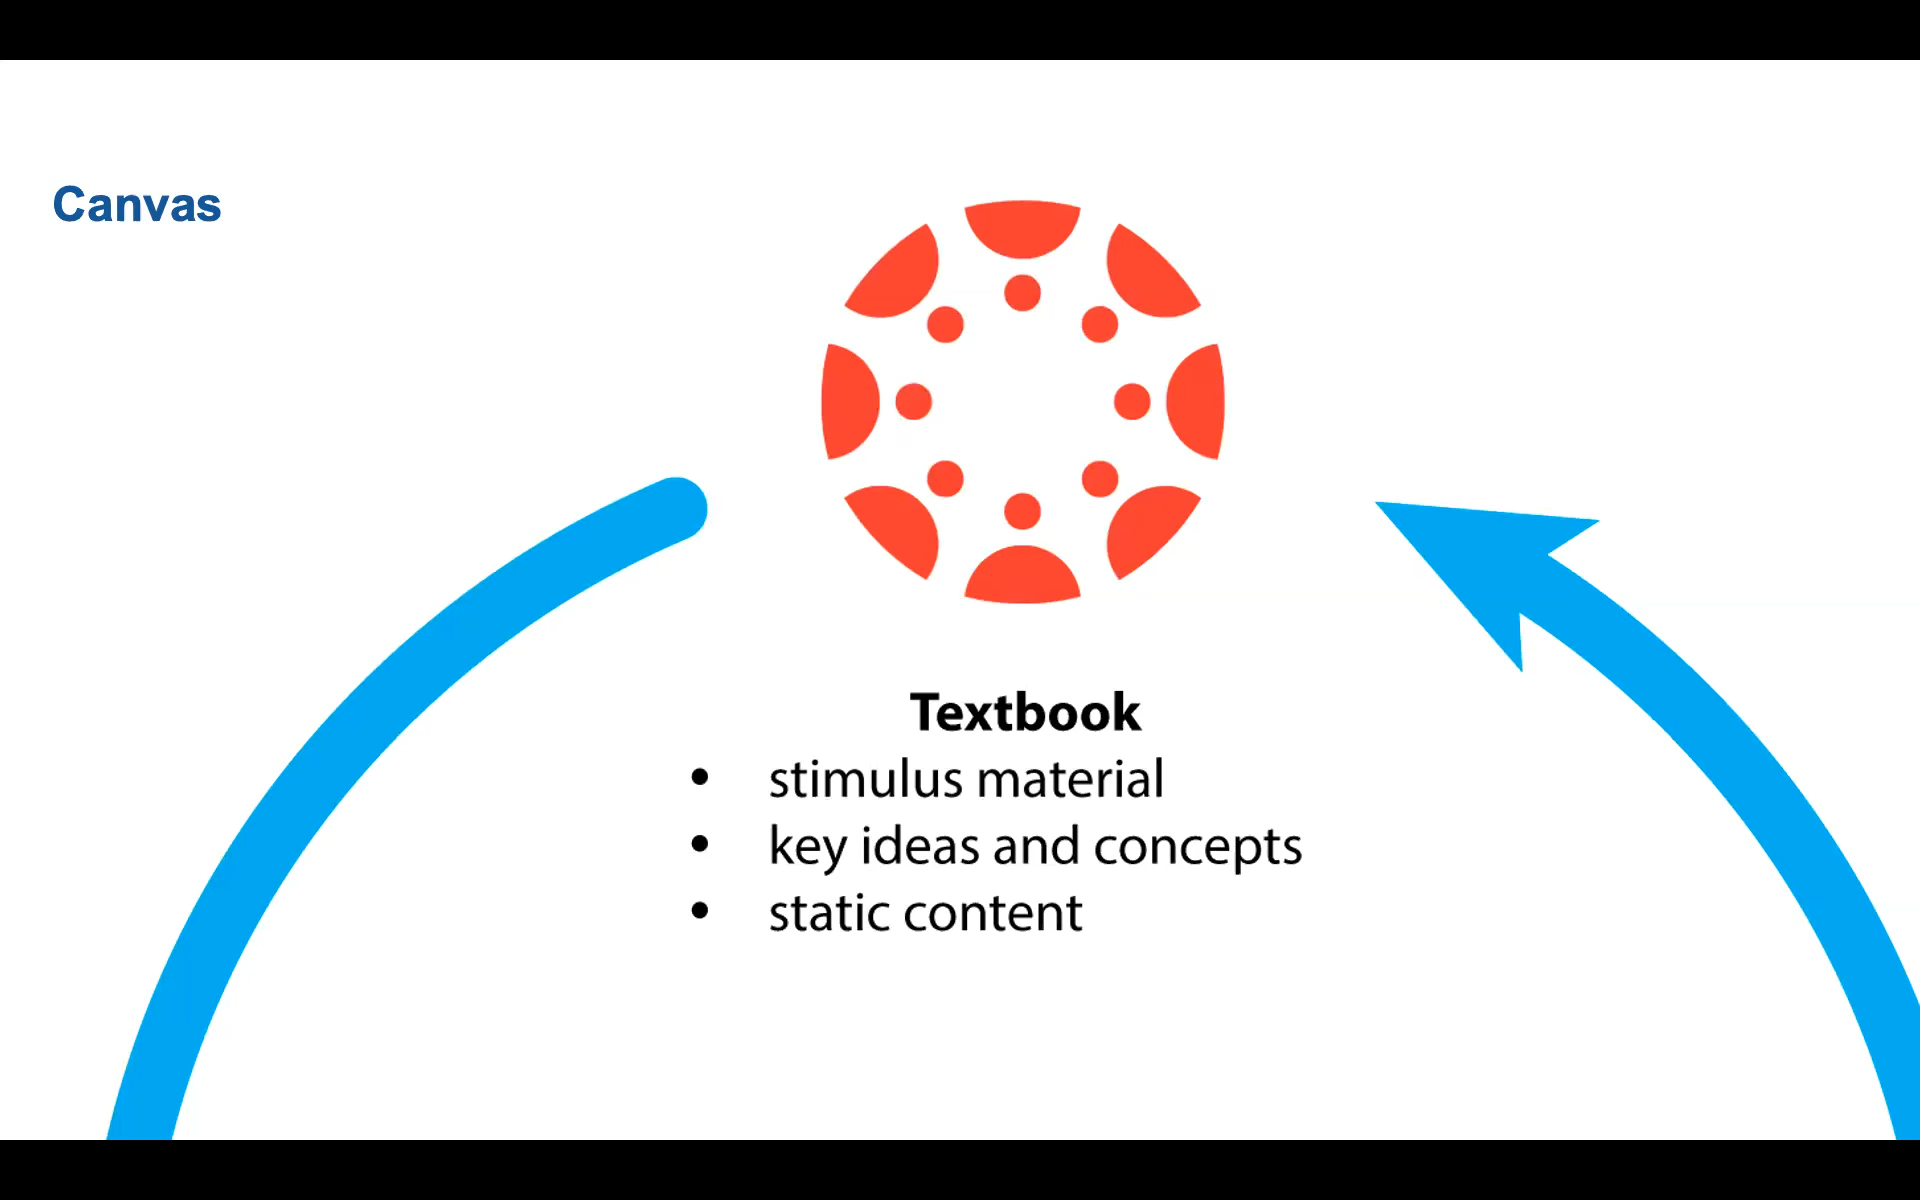 Canvas
Textbook
• stimulus material
• key ideas and concepts
• static content